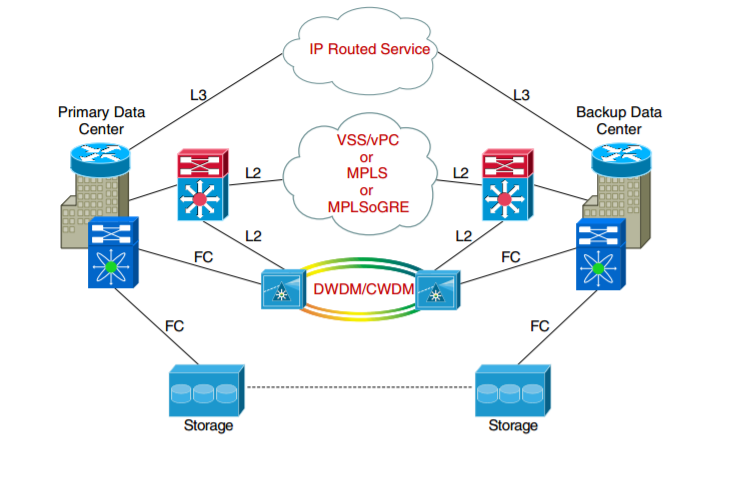 IP Routed Service
L3
L3
Primary Data
Center
Backup Data
Center
VSS/vPC
or
MPLS
or
MPLSoGRE
L2
L2
L2
L2
FC
FC
DWDM/CWDM
FC
FC
Storage
Storage